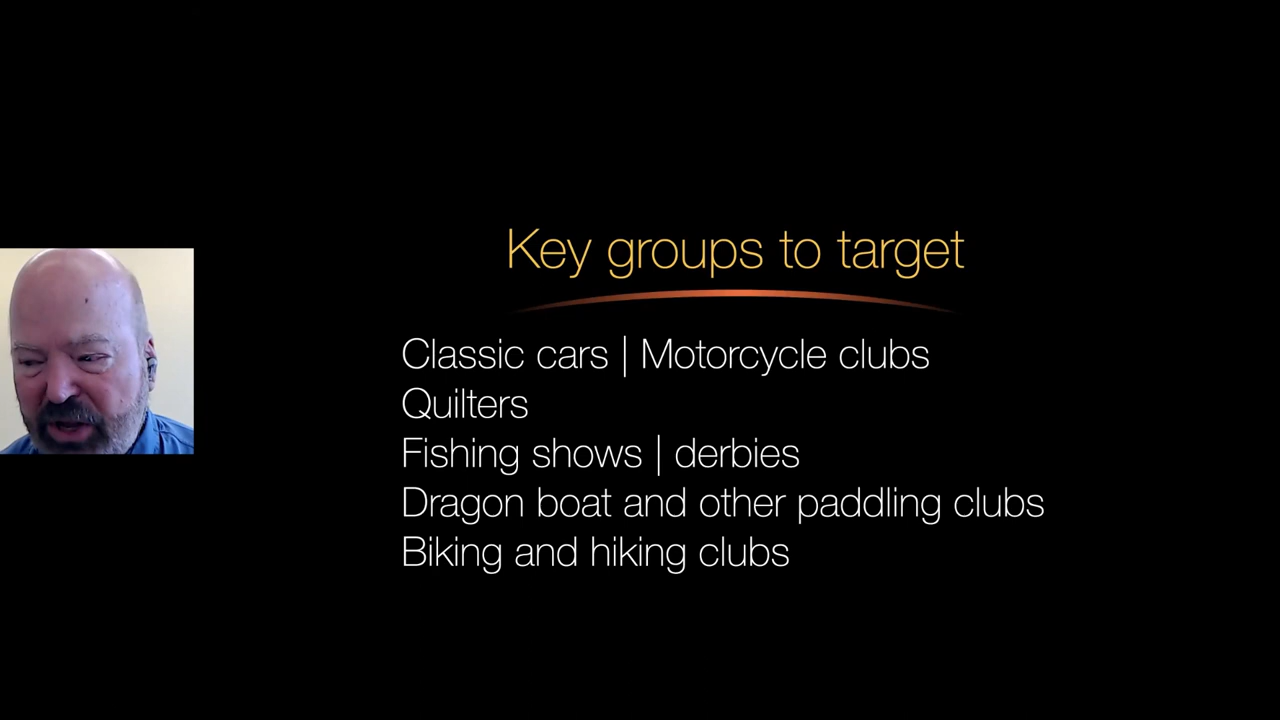 Key groups to target
Classic cars | Motorcycle clubs
Quilters
Fishing shows | derbies
Dragon boat and other paddling clubs
Biking and hiking clubs